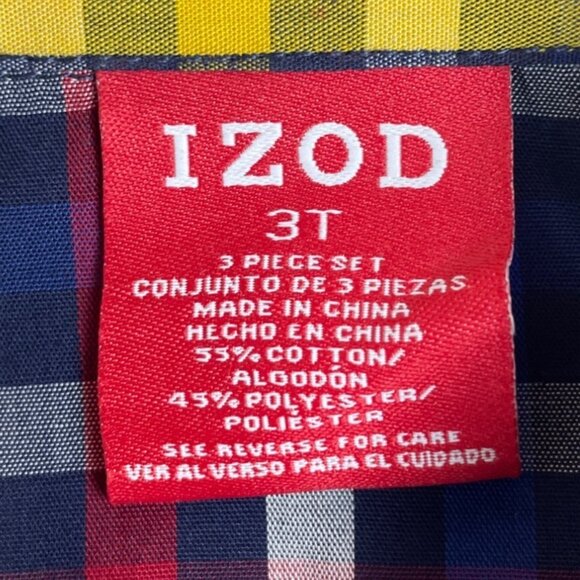 IZOD
3T
3 PIECE SET
CONJUNTO DE 3 PIEZAS
MADE IN CHINA
HECHO EN CHINA
55% COTTON/
ALGODÓN
45% POLYESTER/
POLIÉSTER
SEE REVERSE FOR CARE
VER AL VERSO PARA EL CUIDADO